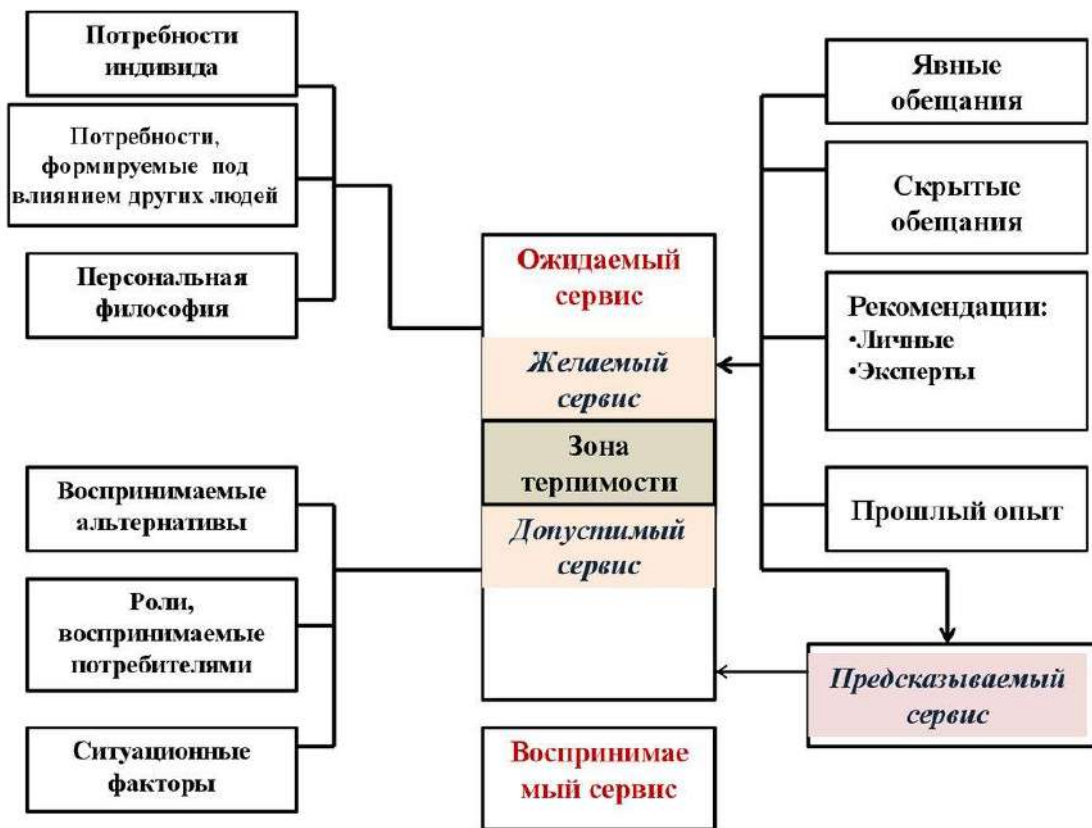 Потребности
индивида
Потребности,
формируемые под
влиянием других людей
Персональная
философия
Воспринимаемые
альтернативы
Роли,
воспринимаемые
потребителями
Ситуационные
факторы
Ожидаемый
сервис
Желаемый
сервис
Зона
терпимости
Допустимый
сервис
Воспринимае
мый сервис
Явные
обещания
Скрытые
обещания
Рекомендации:
•Личные
•Эксперты
Прошлый опыт
Предсказываемый
сервис